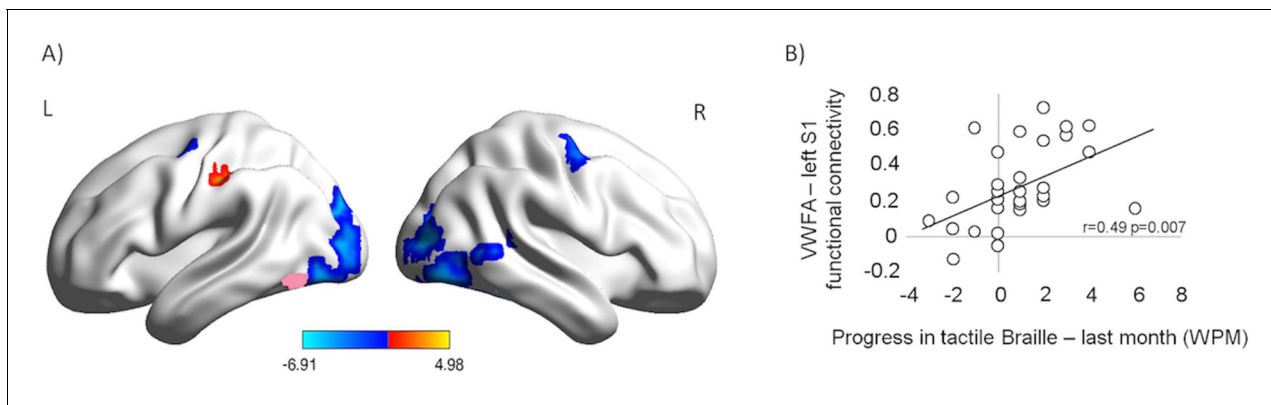 A)
L
R
-6.91
4.98
B)
VWFA – left S1
functional connectivity
0.8
0.6
0.4
0.2
0
-0.2
r=0.49 p=0.007
-4
-2
0
2
4
6
8
Progress in tactile Braille – last month (WPM)